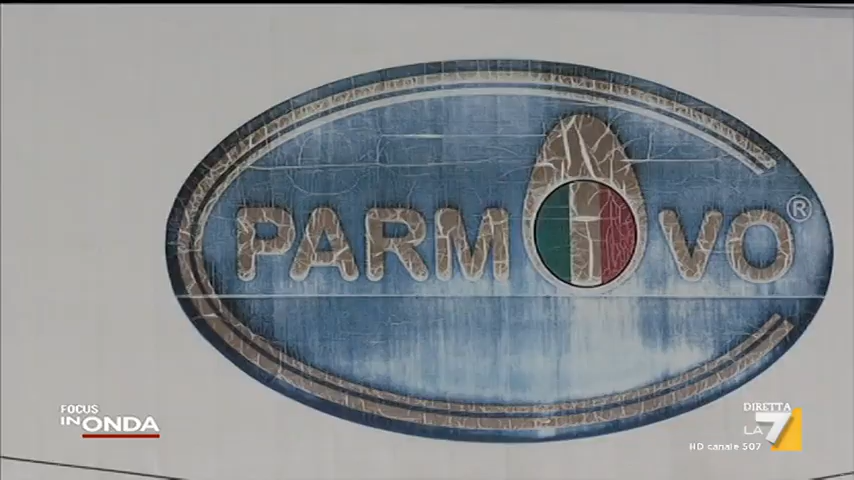 PARMOVO®
FOCUS
IN ONDA
DIRETTA
LA7
HD canale 507